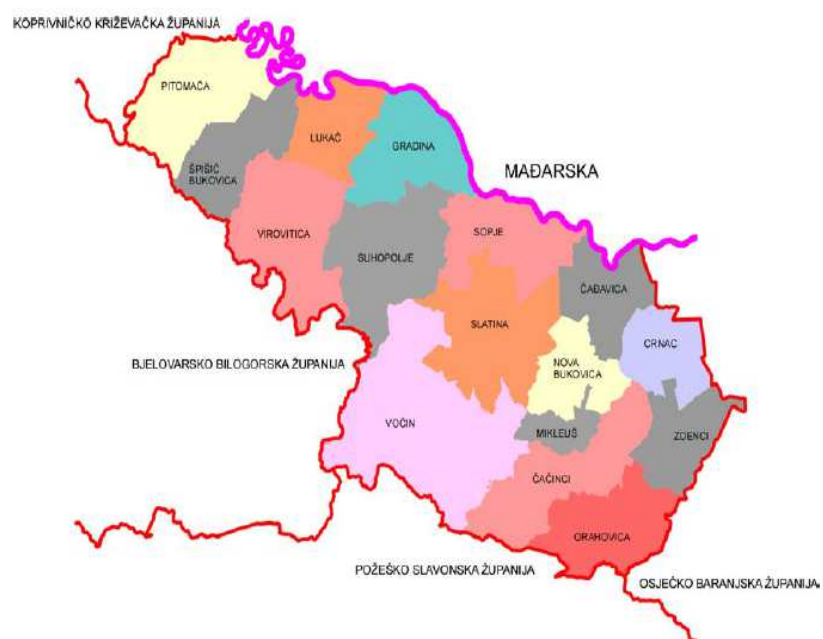 KOPRIVNIČKO KRIŽEVAČKA ŽUPANIJA
PITOMAČA
LUKAČ
GRADINA
MAĐARSKA
ŠPIŠIĆ
BUKOVICA
VIROVITICA
SUHOPOLJE
SOPJE
ČAĐAVICA
SLATINA
CRNAC
BJELOVARSKO BILOGORSKA ŽUPANIJA
NOVA
BUKOVICA
VOĆIN
MIKLEUŠ
ZDENCI
ČAČINCI
ORAHOVICA
POŽEŠKO SLAVONSKA ŽUPANIJA
OSJEČKO BARANJSKA ŽUPANIJA